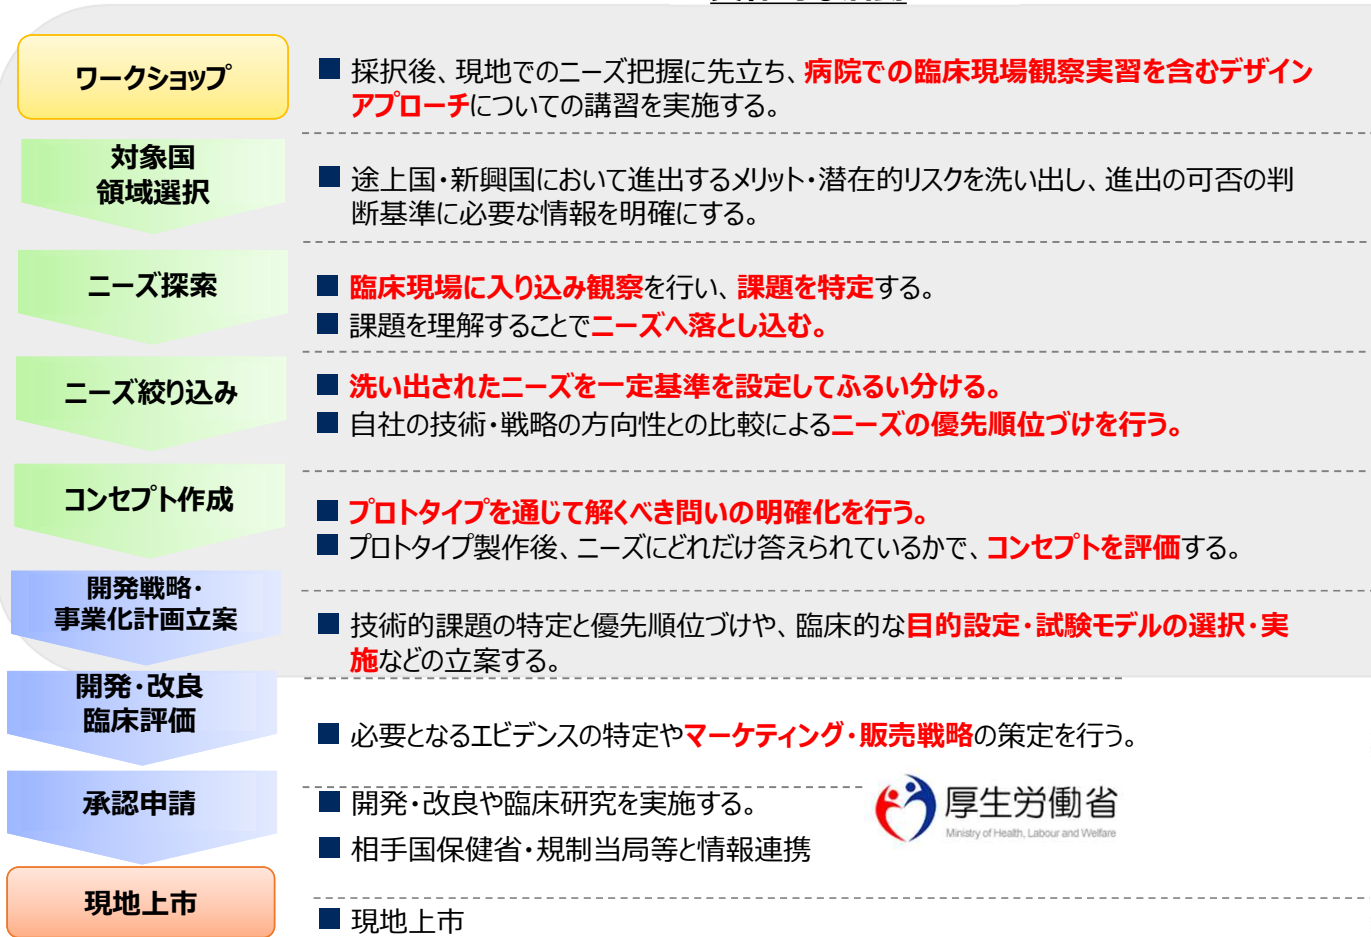 ワークショップ
■ 採択後、現地でのニーズ把握に先立ち、病院での臨床現場観察実習を含むデザイン
アプローチについての講習を実施する。
対象国
領域選択
■ 途上国・新興国において進出するメリット・潜在的リスクを洗い出し、進出の可否の判
断基準に必要な情報を明確にする。
ニーズ探索
■ 臨床現場に入り込み観察を行い、課題を特定する。
■ 課題を理解することでニーズへ落とし込む。
ニーズ絞り込み
■ 洗い出されたニーズを一定基準を設定してふるい分ける。
■ 自社の技術・戦略の方向性との比較によるニーズの優先順位づけを行う。
コンセプト作成
■ プロトタイプを通じて解くべき問いの明確化を行う。
■ プロトタイプ製作後、ニーズにどれだけ答えられているかで、コンセプトを評価する。
開発戦略・
事業化計画立案
■ 技術的課題の特定と優先順位づけや、臨床的な目的設定・試験モデルの選択・実
施などの立案する。
開発・改良
臨床評価
■ 必要となるエビデンスの特定やマーケティング・販売戦略の策定を行う。
承認申請
■ 開発・改良や臨床研究を実施する。
■ 相手国保健省・規制当局等と情報連携
厚生労働省
Ministry of Health, Labour and Welfare
現地上市
■ 現地上市